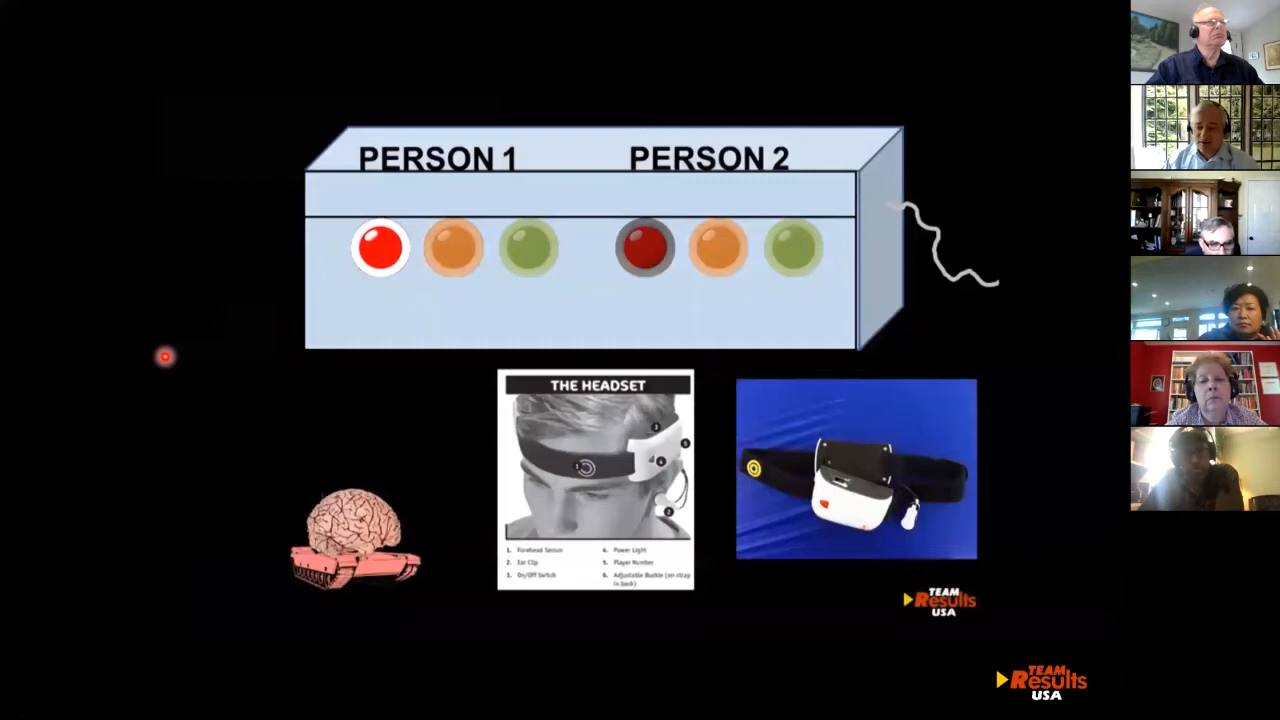 PERSON 1 PERSON 2
THE HEADSET
1. Forehead Sensor
2. Ear Clip
3. On/Off Switch
4. Power Light
5. Player Number
6. Adjustable Buckle (on strap
in back)
TEAM
Results
USA
TEAM
Results
USA